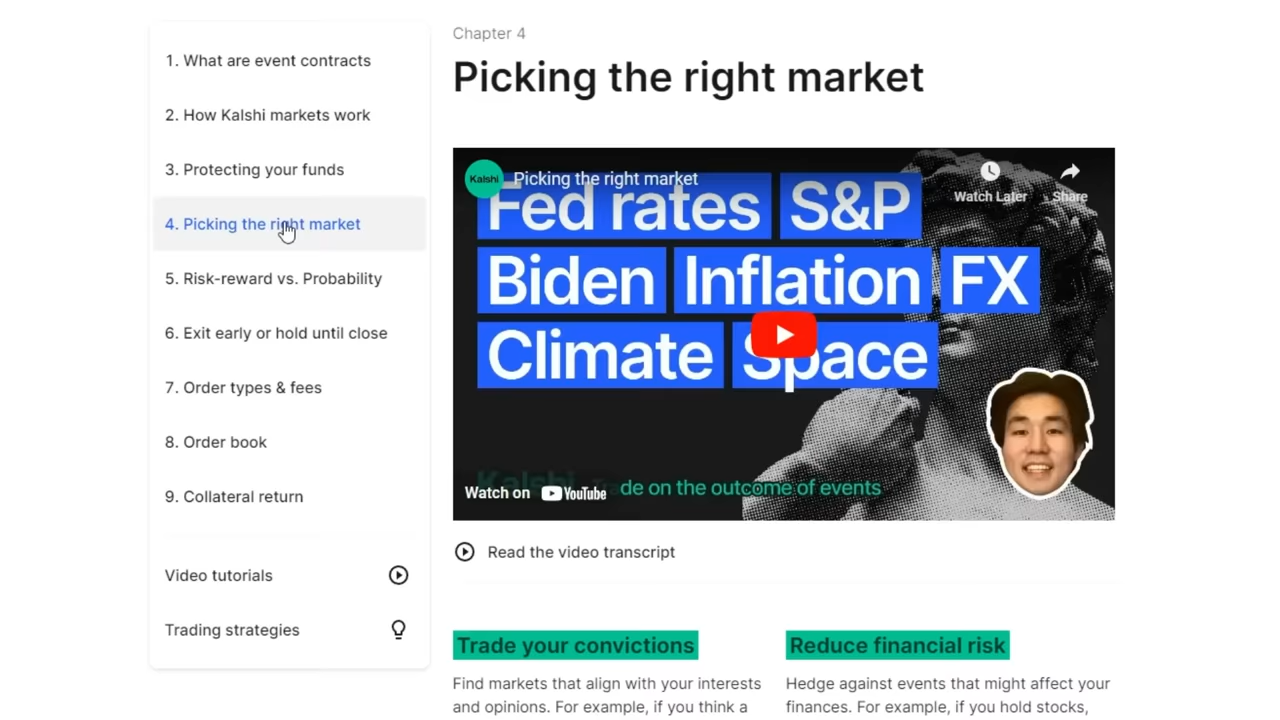 1. What are event contracts
2. How Kalshi markets work
3. Protecting your funds
4. Picking the right market
5. Risk-reward vs. Probability
6. Exit early or hold until close
7. Order types & fees
8. Order book
9. Collateral return
Video tutorials
Trading strategies
Chapter 4
Picking the right market
Kalshi
Picking the right market
Watch Later
Share
Fed rates S&P
Biden Inflation FX
Climate Space
Kalshi
de on the outcome of events
Watch on YouTube
Read the video transcript
Trade your convictions
Find markets that align with your interests
and opinions. For example, if you think a
Reduce financial risk
Hedge against events that might affect your
finances. For example, if you hold stocks,